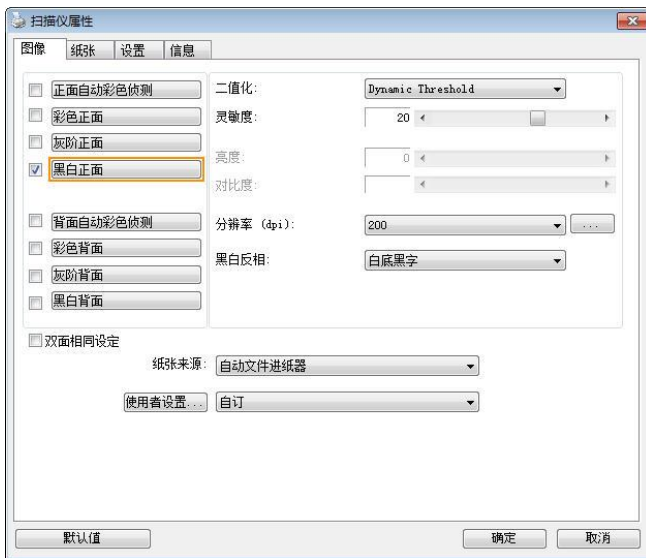 扫描仪属性
图像 纸张 设置 信息
正面自动彩色侦测
彩色正面
灰阶正面
黑白正面
背面自动彩色侦测
彩色背面
灰阶背面
黑白背面
二值化: Dynamic Threshold
灵敏度: 20
亮度: 0
对比度:
分辨率 (dpi): 200 ...
黑白反相: 白底黑字
双面相同设定
纸张来源: 自动文件进纸器
使用者设置... 自订
默认值 确定 取消